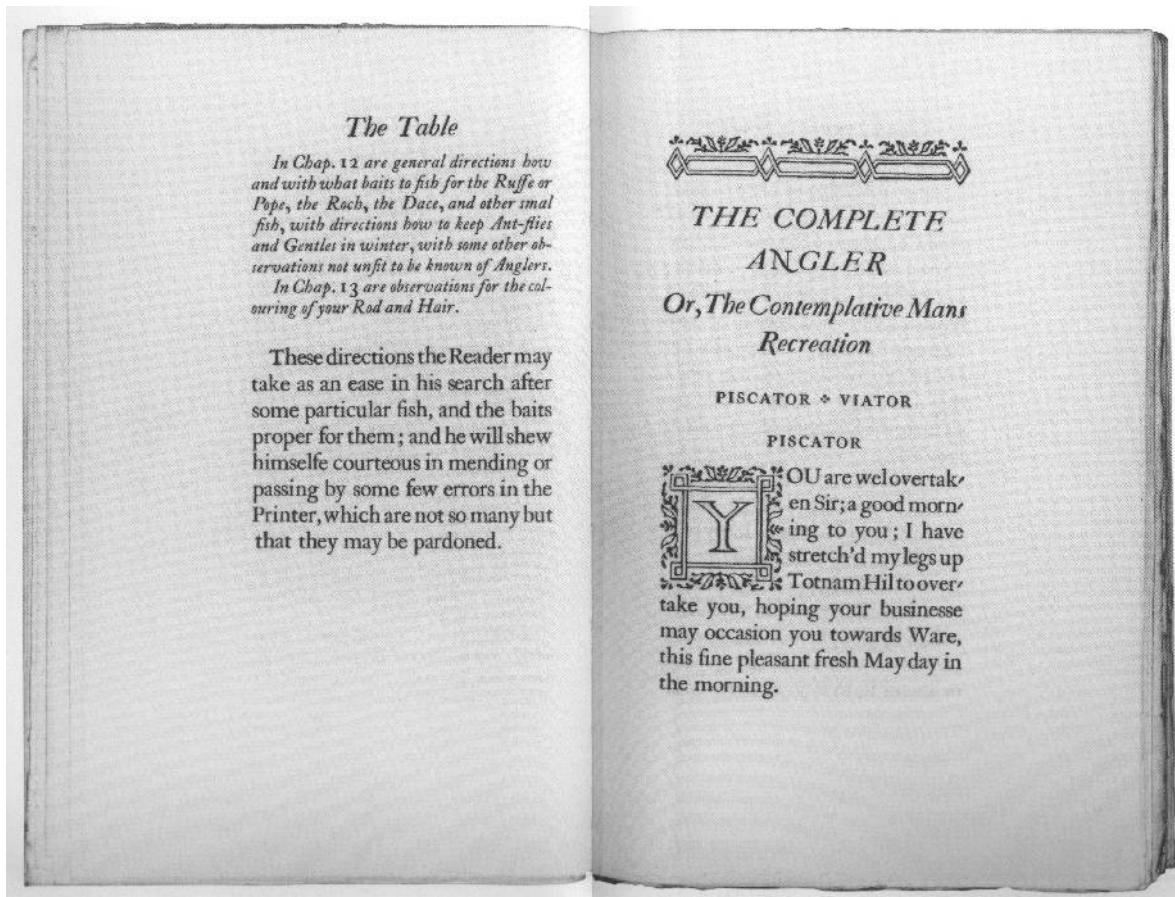 The Table
In Chap. 12 are general directions how
and with what baits to fish for the Ruffe or
Pope, the Roch, the Dace, and other smal
fish, with directions how to keep Ant-flies
and Gentles in winter, with some other ob-
servations not unfit to be known of Anglers.
In Chap. 13 are observations for the col-
ouring of your Rod and Hair.
These directions the Reader may
take as an ease in his search after
some particular fish, and the baits
proper for them; and he will shew
himselfe courteous in mending or
passing by some few errors in the
Printer, which are not so many but
that they may be pardoned.
THE COMPLETE
ANGLER
Or, The Contemplative Mans
Recreation
PISCATOR ❖ VIATOR
PISCATOR
YOU are wel overtak-
en Sir; a good morn-
ing to you; I have
stretch'd my legs up
Totnam Hil to over-
take you, hoping your businesse
may occasion you towards Ware,
this fine pleasant fresh May day in
the morning.